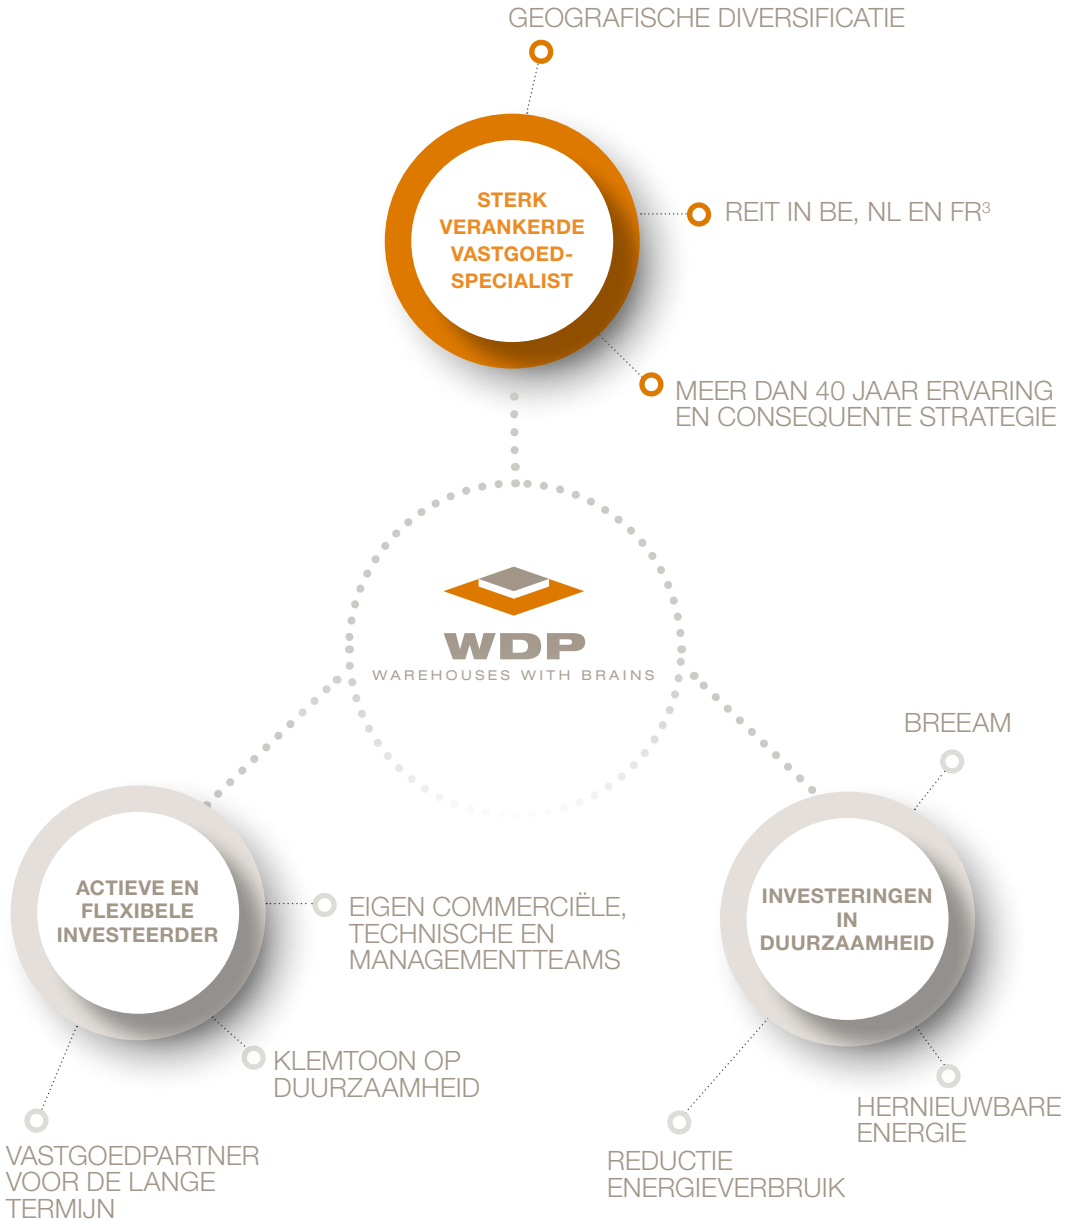 GEOGRAFISCHE DIVERSIFICATIE
STERK
VERANKERDE
VASTGOED-
SPECIALIST
REIT IN BE, NL EN FR³
MEER DAN 40 JAAR ERVARING
EN CONSEQUENTE STRATEGIE
WDP
WAREHOUSES WITH BRAINS
ACTIEVE EN
FLEXIBELE
INVESTEERDER
EIGEN COMMERCIËLE,
TECHNISCHE EN
MANAGEMENTTEAMS
KLEMTOON OP
DUURZAAMHEID
VASTGOEDPARTNER
VOOR DE LANGE
TERMIJN
BREEAM
INVESTERINGEN
IN
DUURZAAMHEID
HERNIEUWBARE
ENERGIE
REDUCTIE
ENERGIEVERBRUIK